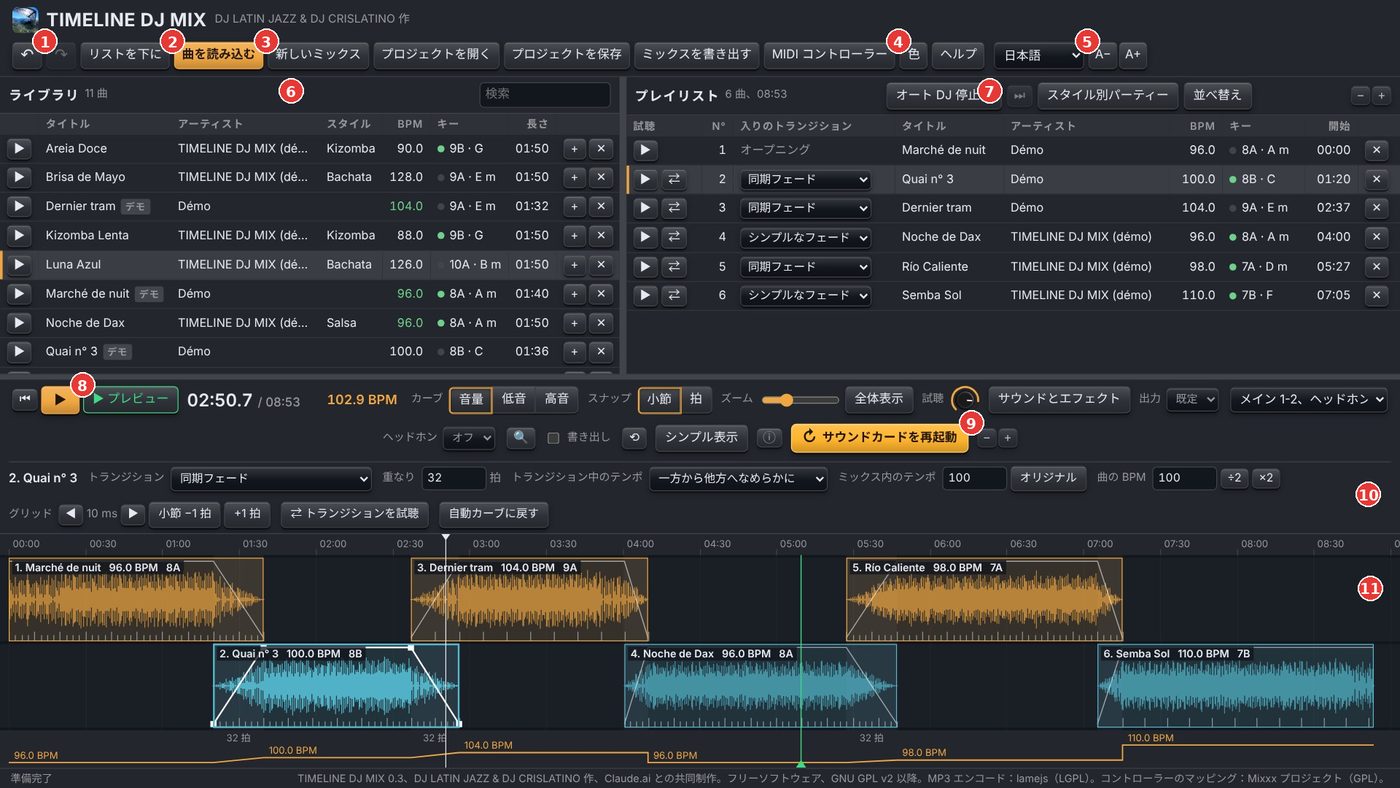 TIMELINE DJ MIX DJ LATIN JAZZ & DJ CRISLATINO 作
1 2 3 4 5
↶ ↷ リストを下に 曲を読み込む 新しいミックス プロジェクトを開く プロジェクトを保存 ミックスを書き出す MIDI コントローラー 色 ヘルプ 日本語 A− A+
ライブラリ 11 曲 6 検索
タイトル アーティスト スタイル BPM キー 長さ
Areia Doce TIMELINE DJ MIX (dé… Kizomba 90.0 9B · G 01:50 + ×
Brisa de Mayo TIMELINE DJ MIX (dé… Bachata 128.0 9A · E m 01:50 + ×
Dernier tram デモ Démo 104.0 9A · E m 01:32 + ×
Kizomba Lenta TIMELINE DJ MIX (dé… Kizomba 88.0 9B · G 01:50 + ×
Luna Azul TIMELINE DJ MIX (dé… Bachata 126.0 10A · B m 01:50 + ×
Marché de nuit デモ Démo 96.0 8A · A m 01:40 + ×
Noche de Dax TIMELINE DJ MIX (dé… Salsa 96.0 8A · A m 01:50 + ×
Quai n° 3 デモ Démo 100.0 8B · C 01:36 + ×
プレイリスト 6 曲、08:53 オート DJ 停止 7 スタイル別パーティー 並べ替え − +
試聴 N° 入りのトランジション タイトル アーティスト BPM キー 開始
1 オープニング Marché de nuit Démo 96.0 8A · A m 00:00 ×
2 同期フェード Quai n° 3 Démo 100.0 8B · C 01:20 ×
3 同期フェード Dernier tram Démo 104.0 9A · E m 02:37 ×
4 シンプルなフェード Noche de Dax TIMELINE DJ MIX (démo) 96.0 8A · A m 04:00 ×
5 同期フェード Río Caliente TIMELINE DJ MIX (démo) 98.0 7A · D m 05:27 ×
6 シンプルなフェード Semba Sol TIMELINE DJ MIX (démo) 110.0 7B · F 07:05 ×
8
▶ プレビュー 02:50.7 / 08:53 102.9 BPM カーブ 音量 低音 高音 スナップ 小節 拍 ズーム 全体表示 試聴 サウンドとエフェクト 出力 既定 メイン 1-2、ヘッドホン
9
ヘッドホン オフ 書き出し シンプル表示 サウンドカードを再起動 − +
2. Quai n° 3 トランジション 同期フェード 重なり 32 拍 トランジション中のテンポ 一方から他方へなめらかに ミックス内のテンポ 100 オリジナル 曲の BPM 100 ÷2 ×2
10
グリッド ◀ 10 ms ▶ 小節 −1 拍 +1 拍 ⇄ トランジションを試聴 自動カーブに戻す
00:00 00:30 01:00 01:30 02:00 02:30 03:00 03:30 04:00 04:30 05:00 05:30 06:00 06:30 07:00 07:30 08:00 08:30
1. Marché de nuit 96.0 BPM 8A 3. Dernier tram 104.0 BPM 9A 5. Río Caliente 98.0 BPM 7A
11
2. Quai n° 3 100.0 BPM 8B 4. Noche de Dax 96.0 BPM 8A 6. Semba Sol 110.0 BPM 7B
32 拍 32 拍 32 拍
96.0 BPM 100.0 BPM 104.0 BPM 96.0 BPM 98.0 BPM 110.0 BPM
準備完了 TIMELINE DJ MIX 0.3、DJ LATIN JAZZ & DJ CRISLATINO 作、Claude.ai との共同制作。フリーソフトウェア、GNU GPL v2 以降。MP3 エンコード：lamejs（LGPL）。コントローラーのマッピング：Mixxx プロジェクト（GPL）。